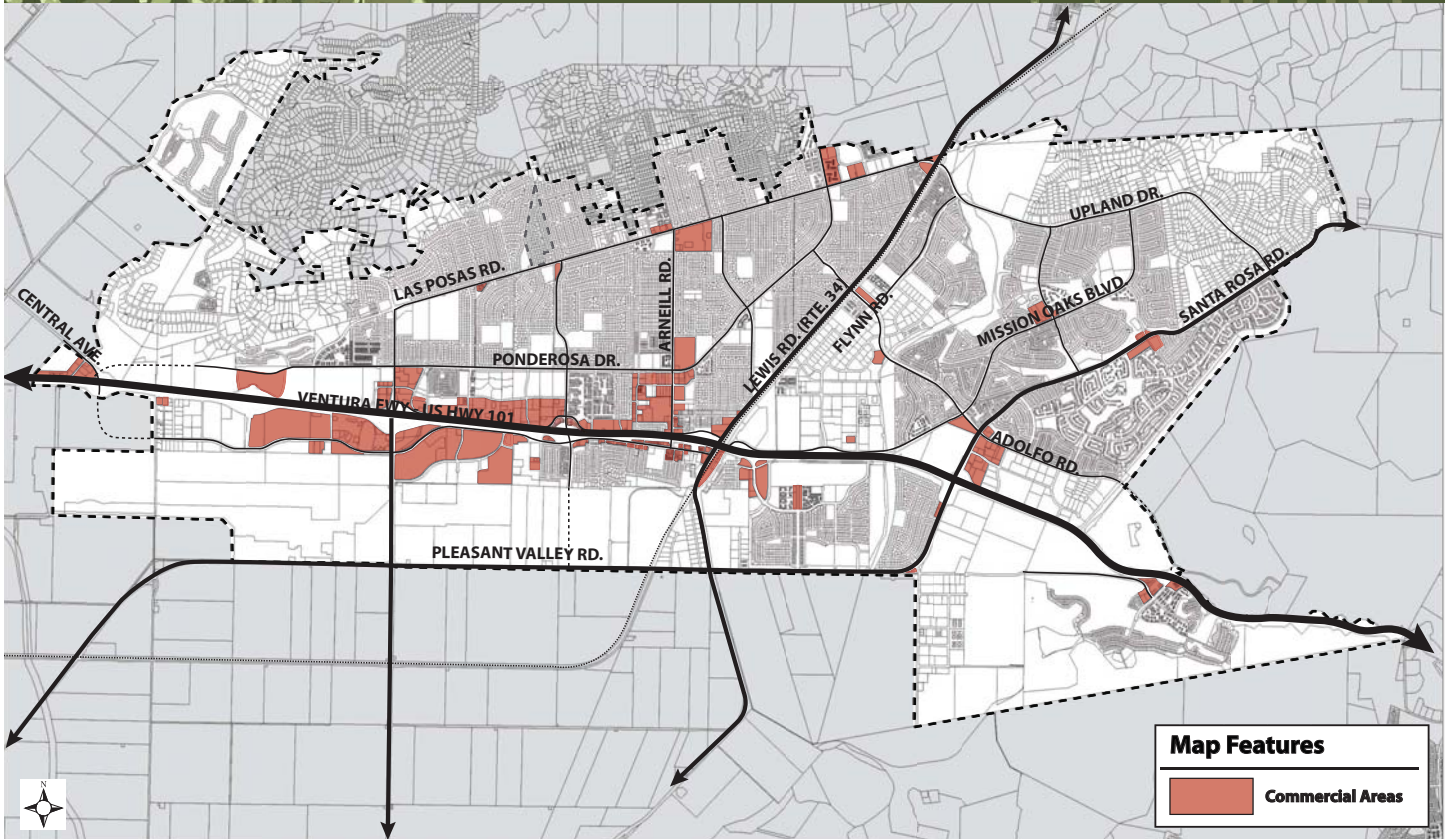 UPLAND DR.
LAS POSAS RD.
SANTA ROSA RD.
CENTRAL AVE
ARNEILL RD.
LEWIS RD. (RTE. 34)
FLYNN RD.
MISSION OAKS BLVD
PONDEROSA DR.
VENTURA FWY - US HWY 101
ADOLFO RD.
PLEASANT VALLEY RD.
Map Features
Commercial Areas
N